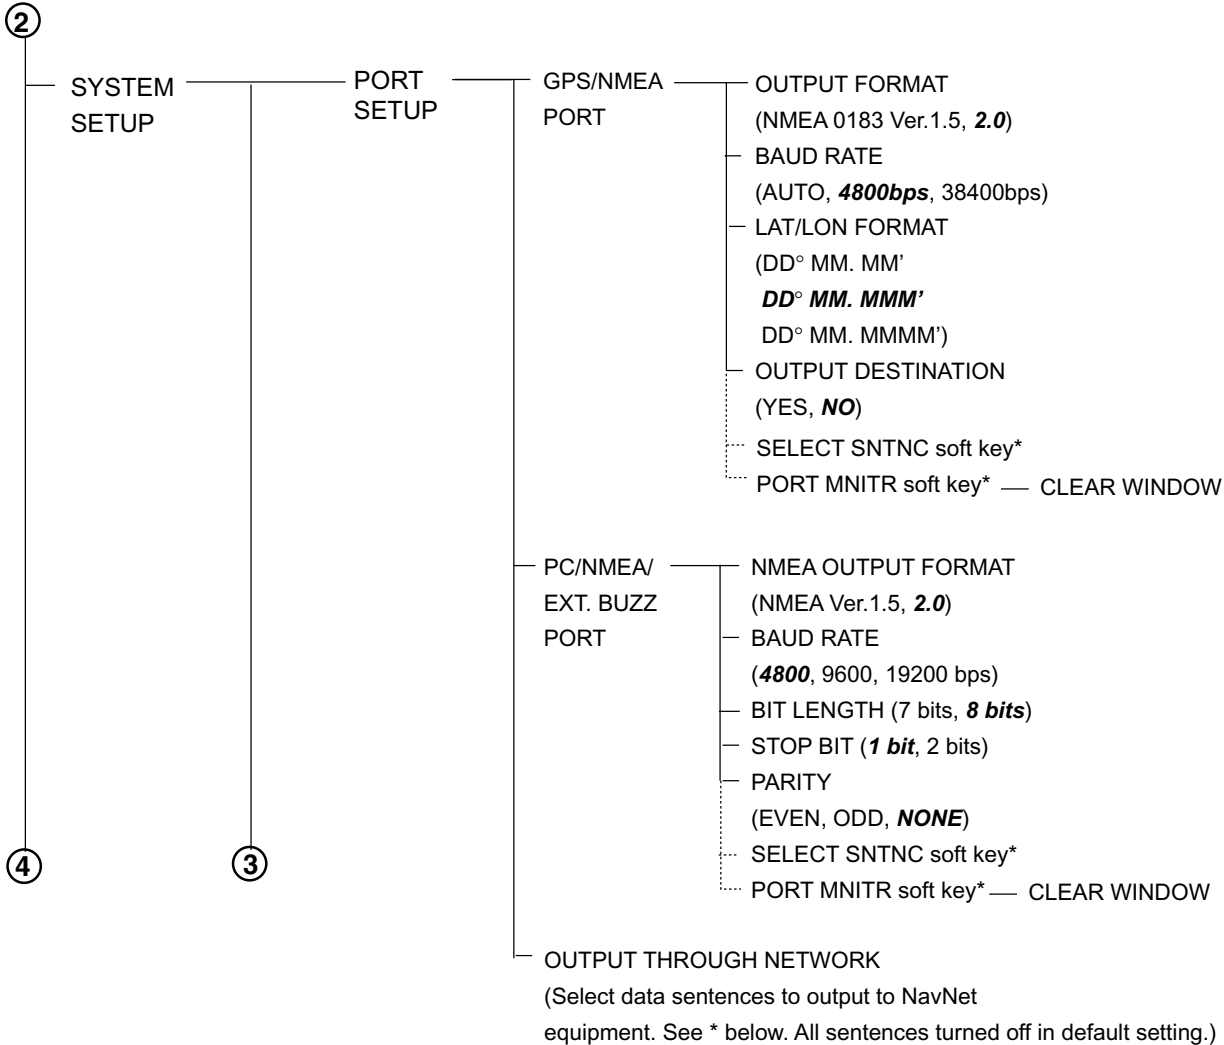 2
SYSTEM
SETUP
PORT
SETUP
GPS/NMEA
PORT
OUTPUT FORMAT
(NMEA 0183 Ver.1.5, 2.0)
BAUD RATE
(AUTO, 4800bps, 38400bps)
LAT/LON FORMAT
(DD° MM. MM'
DD° MM. MMM'
DD° MM. MMMM’)
OUTPUT DESTINATION
(YES, NO)
SELECT SNTNC soft key*
PORT MNITR soft key*
CLEAR WINDOW
PC/NMEA/
EXT. BUZZ
PORT
NMEA OUTPUT FORMAT
(NMEA Ver.1.5, 2.0)
BAUD RATE
(4800, 9600, 19200 bps)
BIT LENGTH (7 bits, 8 bits)
STOP BIT (1 bit, 2 bits)
PARITY
(EVEN, ODD, NONE)
SELECT SNTNC soft key*
PORT MNITR soft key*
CLEAR WINDOW
4
3
OUTPUT THROUGH NETWORK
(Select data sentences to output to NavNet
equipment. See * below. All sentences turned off in default setting.)